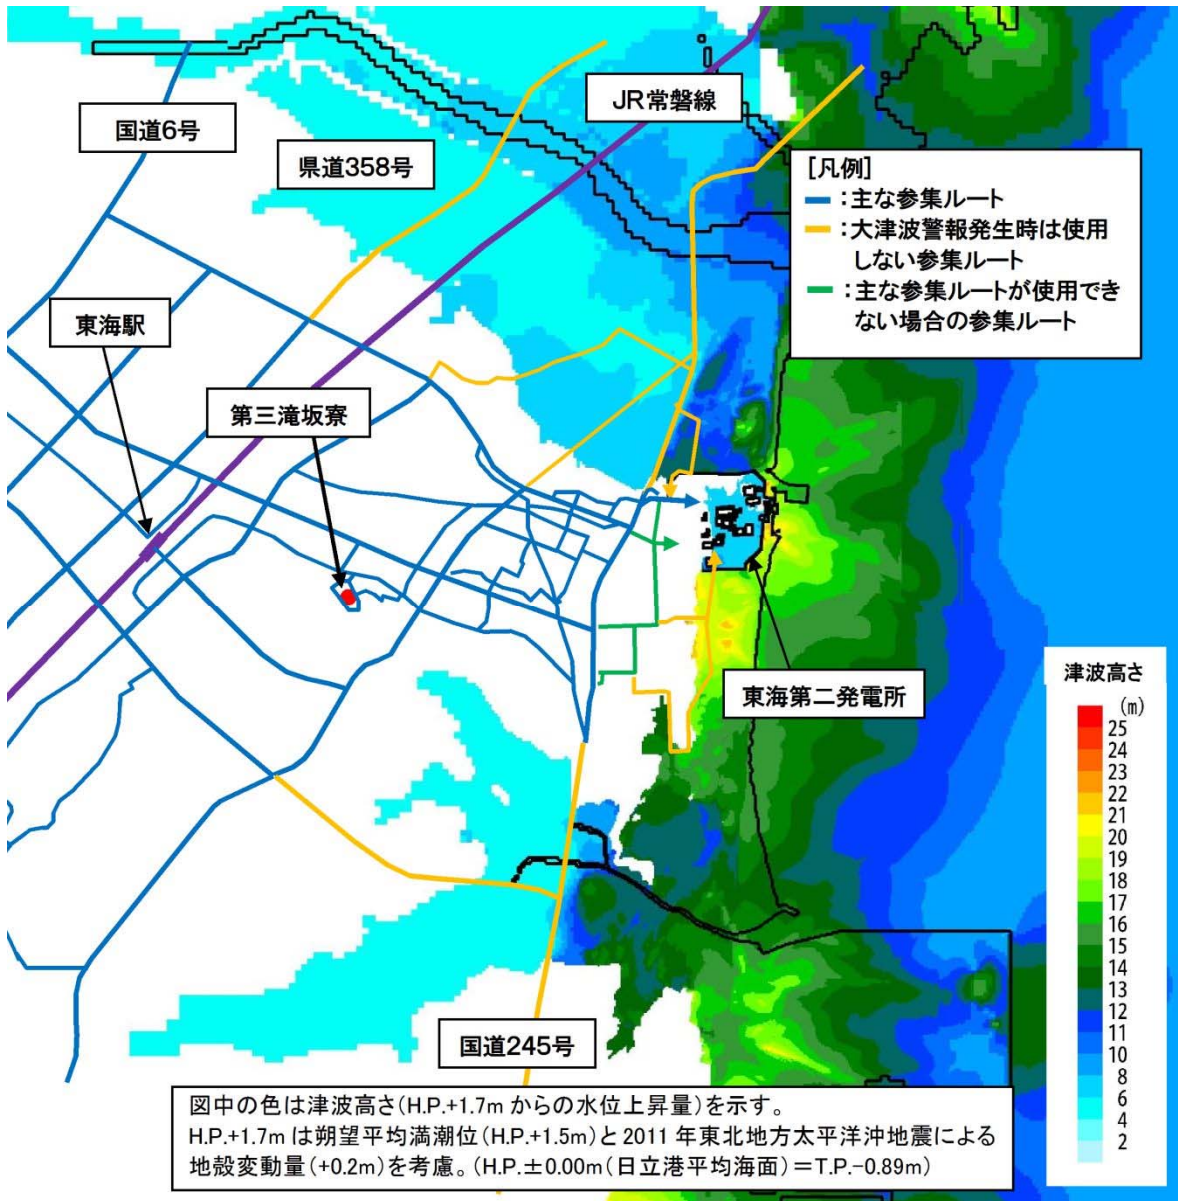 JR常磐線
国道6号
県道358号
[凡例]
:主な参集ルート
:大津波警報発生時は使用
しない参集ルート
:主な参集ルートが使用でき
ない場合の参集ルート
東海駅
第三滝坂寮
東海第二発電所
津波高さ
(m)
25
24
23
22
21
20
19
18
17
16
15
14
12
11
10
8
6
4
2
国道245号
図中の色は津波高さ(H.P.+1.7m からの水位上昇量)を示す。
H.P.+1.7m は朔望平均満潮位(H.P.+1.5m)と 2011 年東北地方太平洋沖地震による
地殻変動量(+0.2m)を考慮。(H.P.±0.00m(日立港平均海面)=T.P.-0.89m)